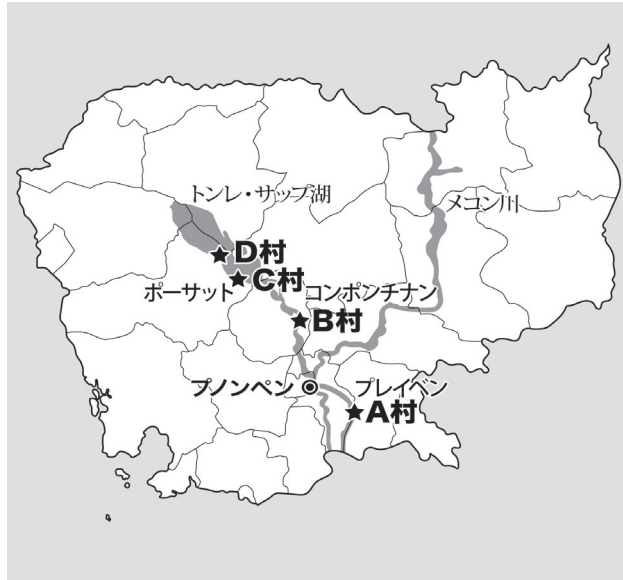 トンレ・サップ湖
メコン川
★D村
★C村
ポーサット
コンポンチナン
★B村
プノンペン
プレイベン
★A村